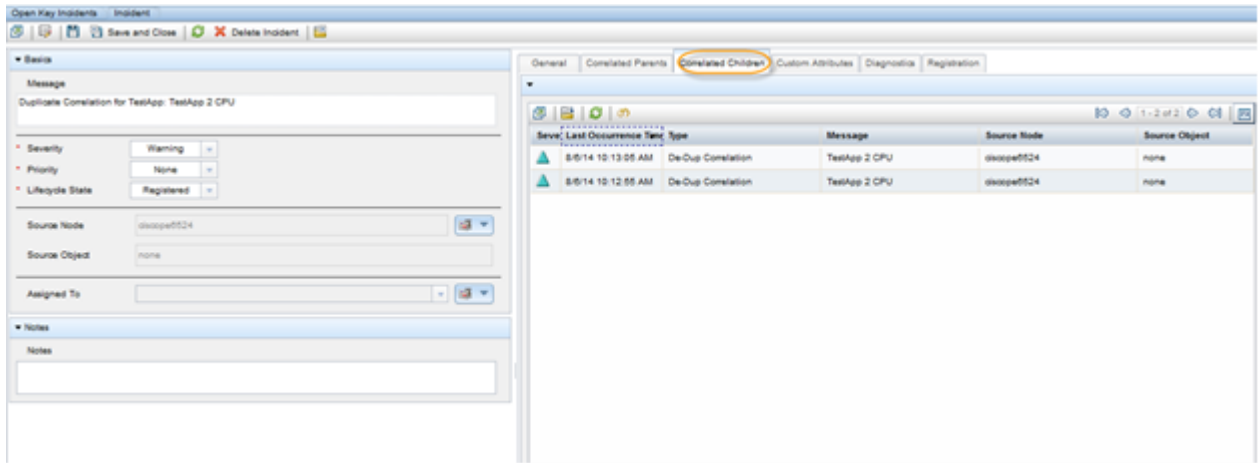 Open Key Incidents Incident
Save and Close Delete Incident
Basics
Message
Duplicate Correlation for TestApp: TestApp 2 CPU
* Severity Warning
* Priority None
* Lifecycle State Registered
Source Node
Source Object none
Assigned To
Notes
Notes
General Correlated Parents Correlated Children Custom Attributes Diagnostics Registration
1 - 2 of 2
Seve Last Occurrence Time Type Message Source Node Source Object
8/6/14 10:13:05 AM De-Dup Correlation TestApp 2 CPU none
8/6/14 10:12:55 AM De-Dup Correlation TestApp 2 CPU none